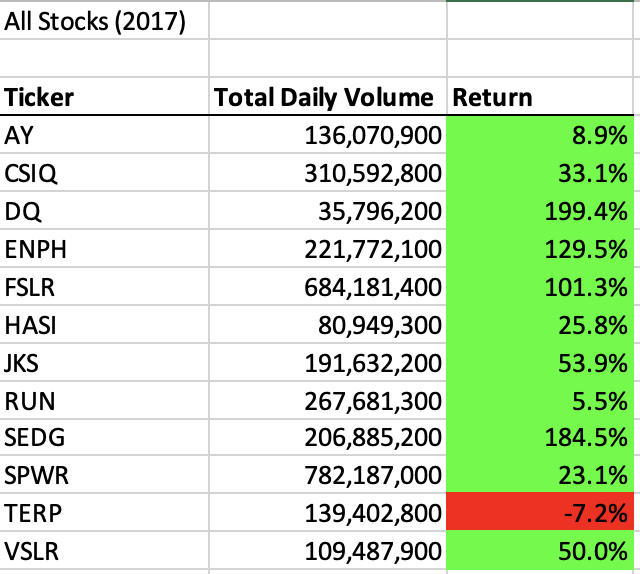 All Stocks (2017)
Ticker Total Daily Volume Return
AY 136,070,900 8.9%
CSIQ 310,592,800 33.1%
DQ 35,796,200 199.4%
ENPH 221,772,100 129.5%
FSLR 684,181,400 101.3%
HASI 80,949,300 25.8%
JKS 191,632,200 53.9%
RUN 267,681,300 5.5%
SEDG 206,885,200 184.5%
SPWR 782,187,000 23.1%
TERP 139,402,800 -7.2%
VSLR 109,487,900 50.0%